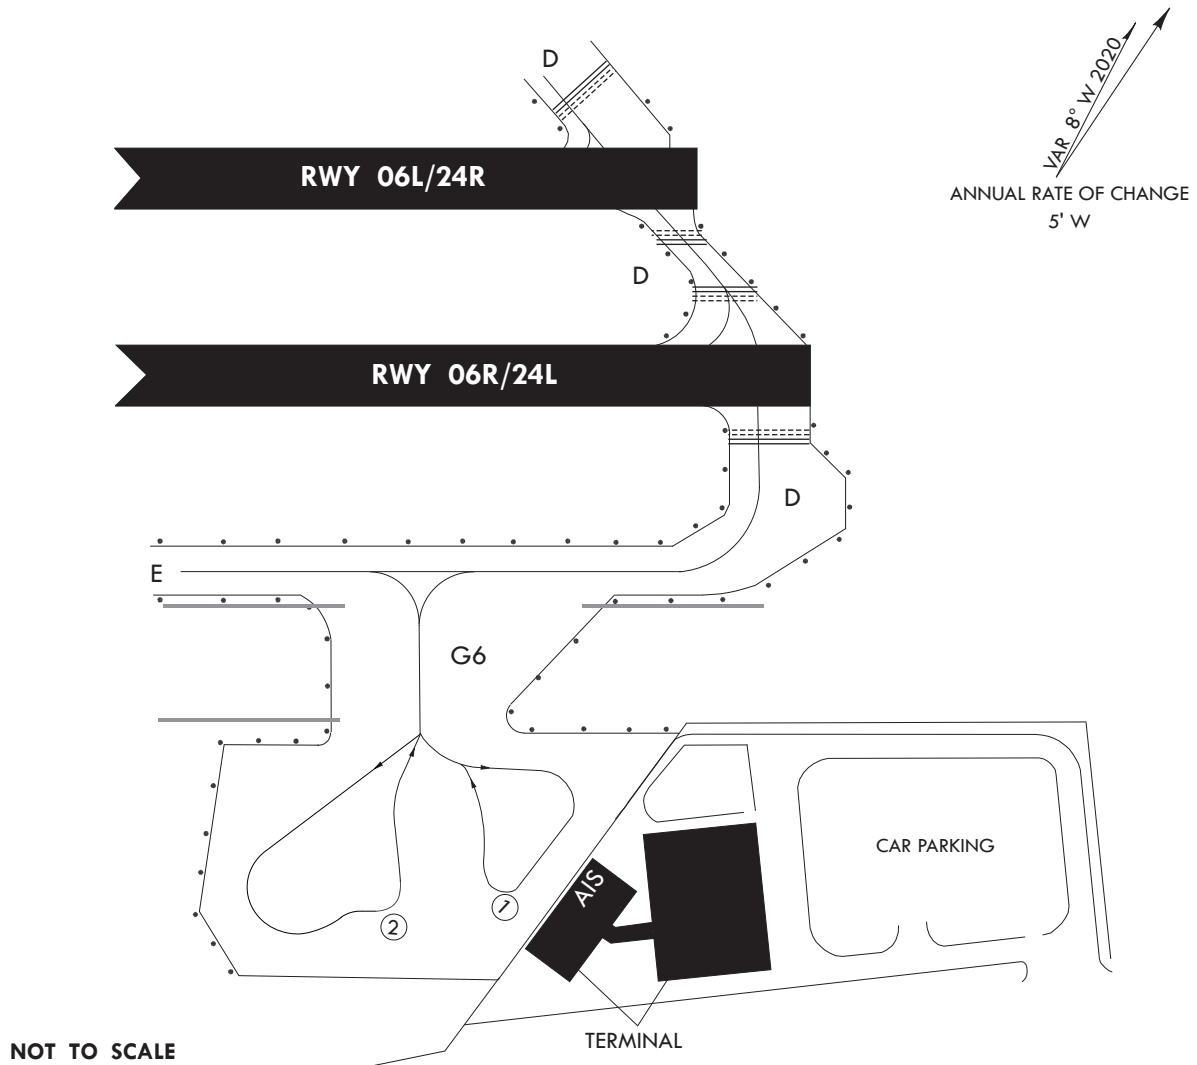 D
VAR 8° W 2020
RWY 06L/24R
ANNUAL RATE OF CHANGE
5' W
D
RWY 06R/24L
D
E
G6
CAR PARKING
AIS
1
2
TERMINAL
NOT TO SCALE